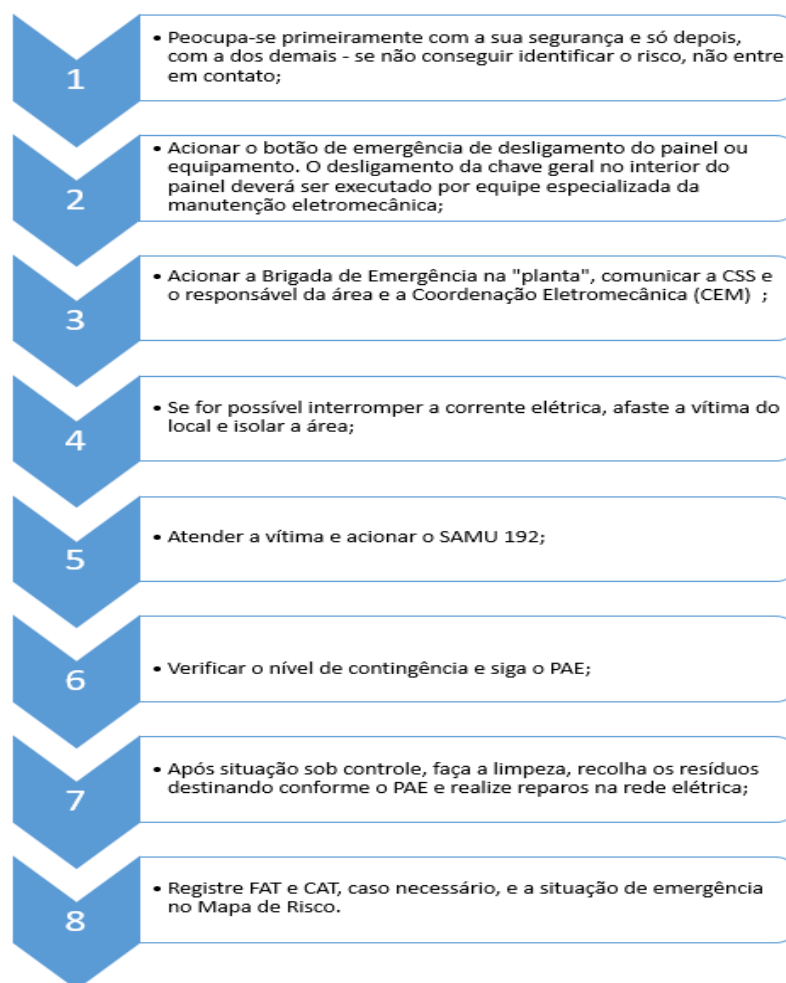 1
• Peocupa-se primeiramente com a sua segurança e só depois,
com a dos demais - se não conseguir identificar o risco, não entre
em contato;
2
• Acionar o botão de emergência de desligamento do painel ou
equipamento. O desligamento da chave geral no interior do
painel deverá ser executado por equipe especializada da
manutenção eletromecânica;
3
• Acionar a Brigada de Emergência na "planta", comunicar a CSS e
o responsável da área e a Coordenação Eletromecânica (CEM)  ;
4
• Se for possível interromper a corrente elétrica, afaste a vítima do
local e isolar a área;
5
• Atender a vítima e acionar o SAMU 192;
6
• Verificar o nível de contingência e siga o PAE;
7
• Após situação sob controle, faça a limpeza, recolha os resíduos
destinando conforme o PAE e realize reparos na rede elétrica;
8
• Registre FAT e CAT, caso necessário, e a situação de emergência
no Mapa de Risco.